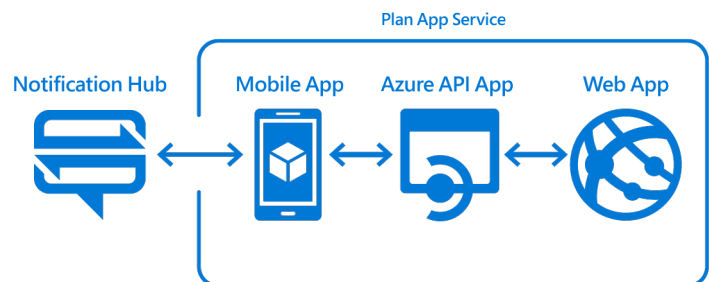 Plan App Service
Notification Hub
Mobile App
Azure API App
Web App